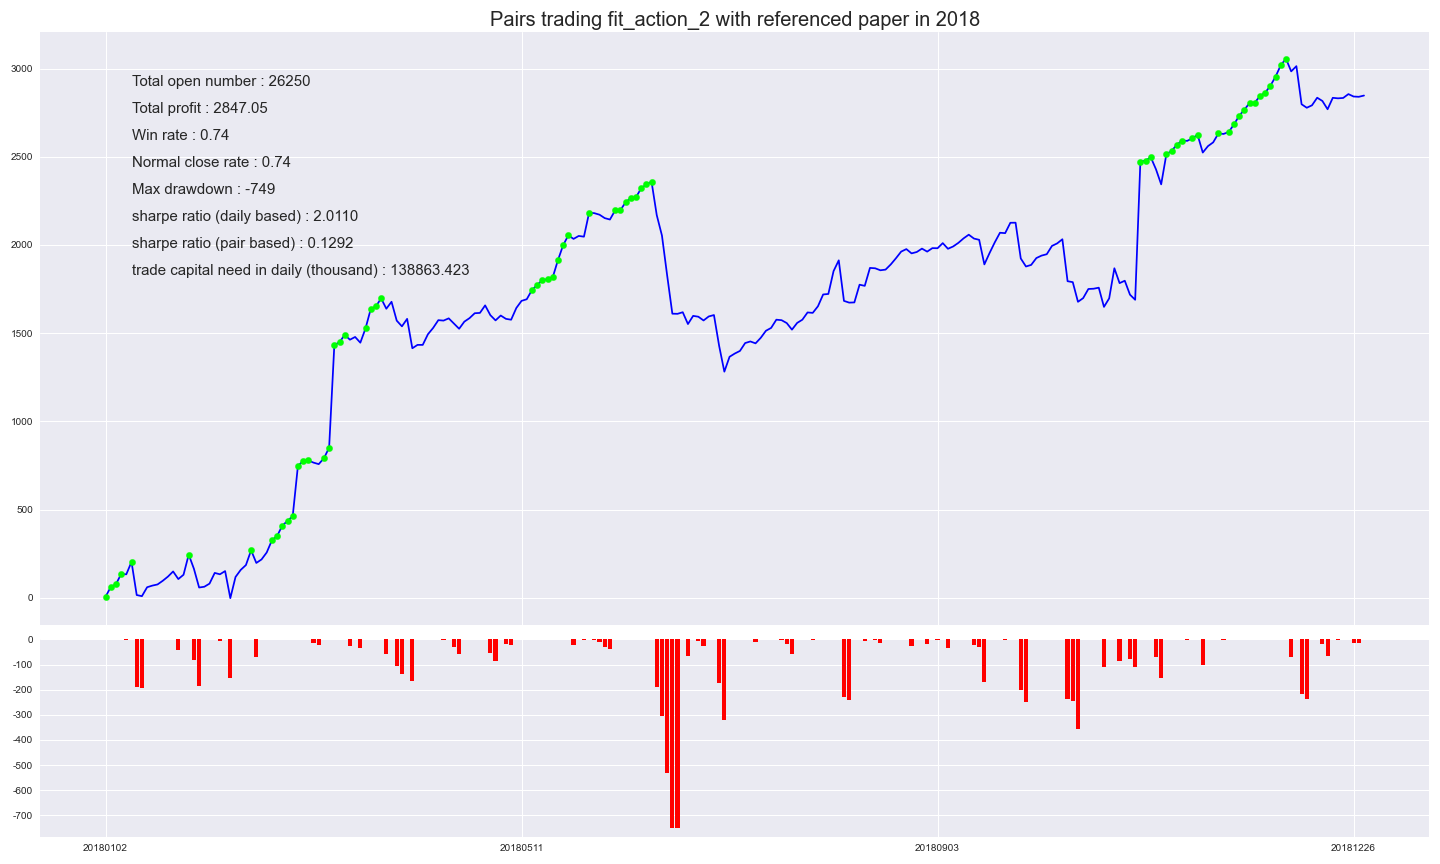 Pairs trading fit_action_2 with referenced paper in 2018
Total open number : 26250
Total profit : 2847.05
Win rate : 0.74
Normal close rate : 0.74
Max drawdown : -749
sharpe ratio (daily based) : 2.0110
sharpe ratio (pair based) : 0.1292
trade capital need in daily (thousand) : 138863.423
3000
2500
2000
1500
1000
500
0
0
-100
-200
-300
-400
-500
-600
-700
20180102 20180511 20180903 20181226